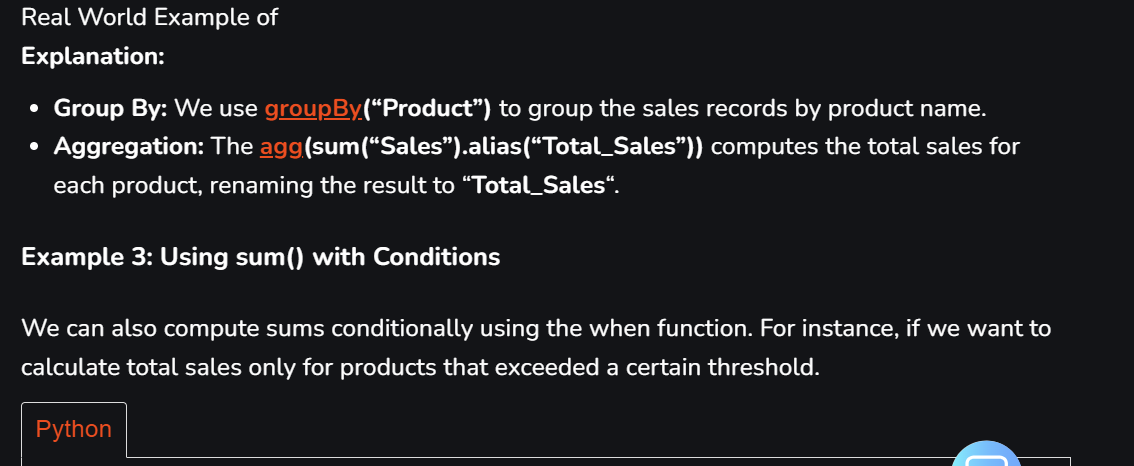 Real World Example of
Explanation:
• Group By: We use groupBy(“Product”) to group the sales records by product name.
• Aggregation: The agg(sum(“Sales”).alias(“Total_Sales”)) computes the total sales for
each product, renaming the result to “Total_Sales“.
Example 3: Using sum() with Conditions
We can also compute sums conditionally using the when function. For instance, if we want to
calculate total sales only for products that exceeded a certain threshold.
Python